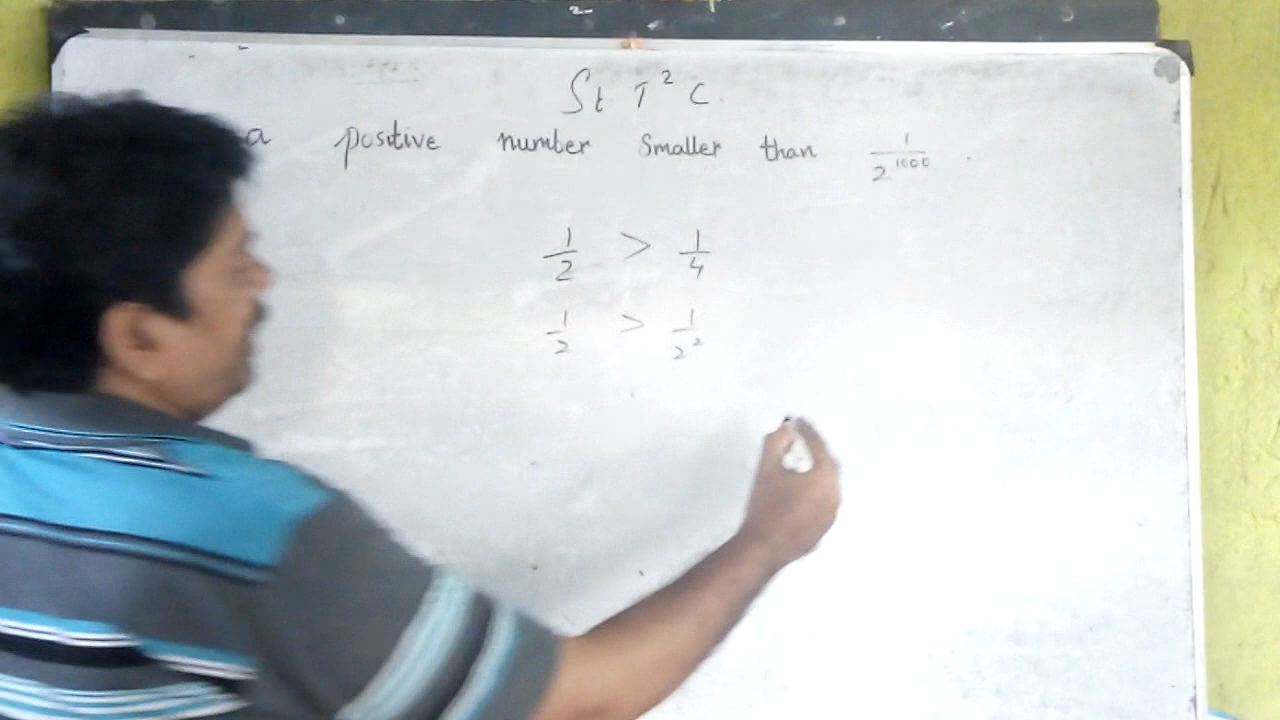 St T² C.
a positive number smaller than 1/2¹⁰⁰⁰.
1/2 > 1/4
1/2 > 1/2²